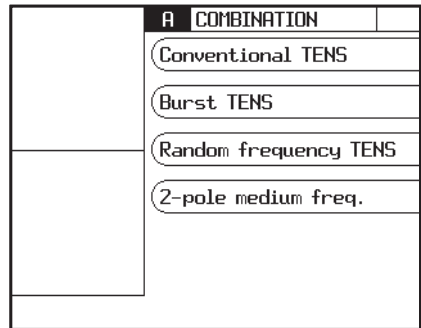 A COMBINATION
Conventional TENS
Burst TENS
Random frequency TENS
2-pole medium freq.